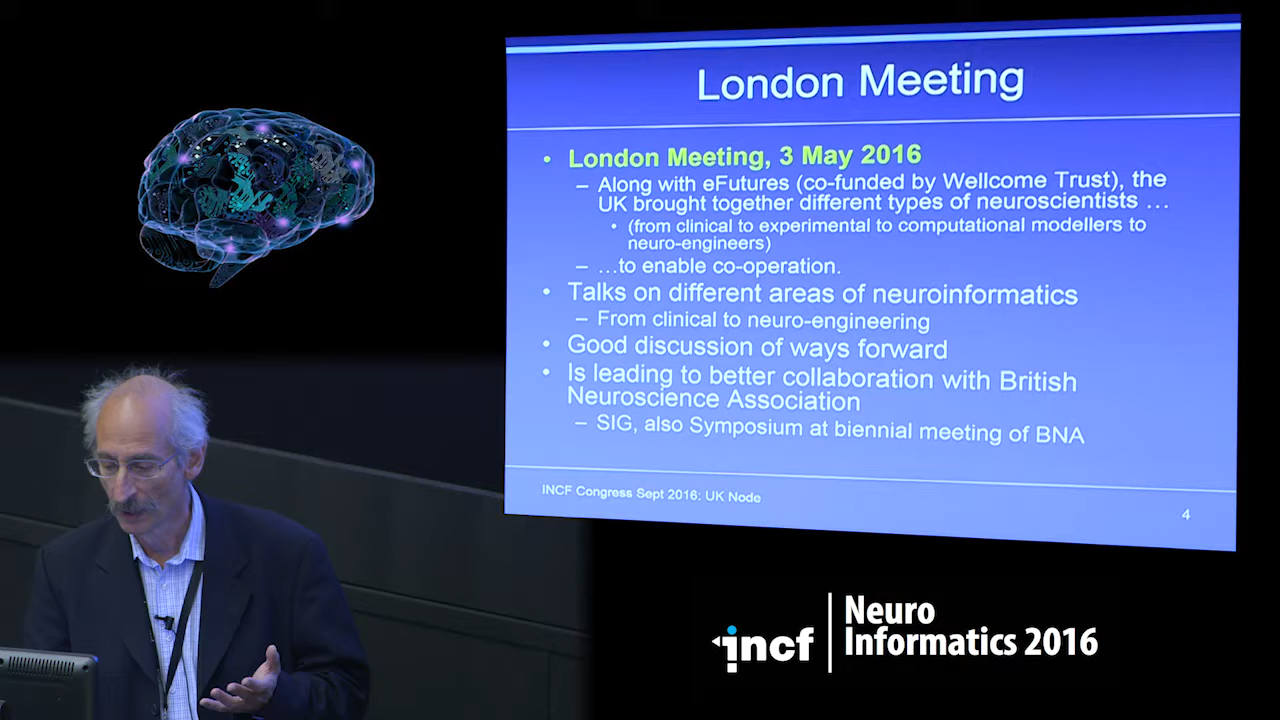 London Meeting
• London Meeting, 3 May 2016
– Along with eFutures (co-funded by Wellcome Trust), the
UK brought together different types of neuroscientists …
• (from clinical to experimental to computational modellers to
neuro-engineers)
– …to enable co-operation.
• Talks on different areas of neuroinformatics
– From clinical to neuro-engineering
• Good discussion of ways forward
• Is leading to better collaboration with British
Neuroscience Association
– SIG, also Symposium at biennial meeting of BNA
INCF Congress Sept 2016: UK Node
4
incf
Neuro
Informatics 2016